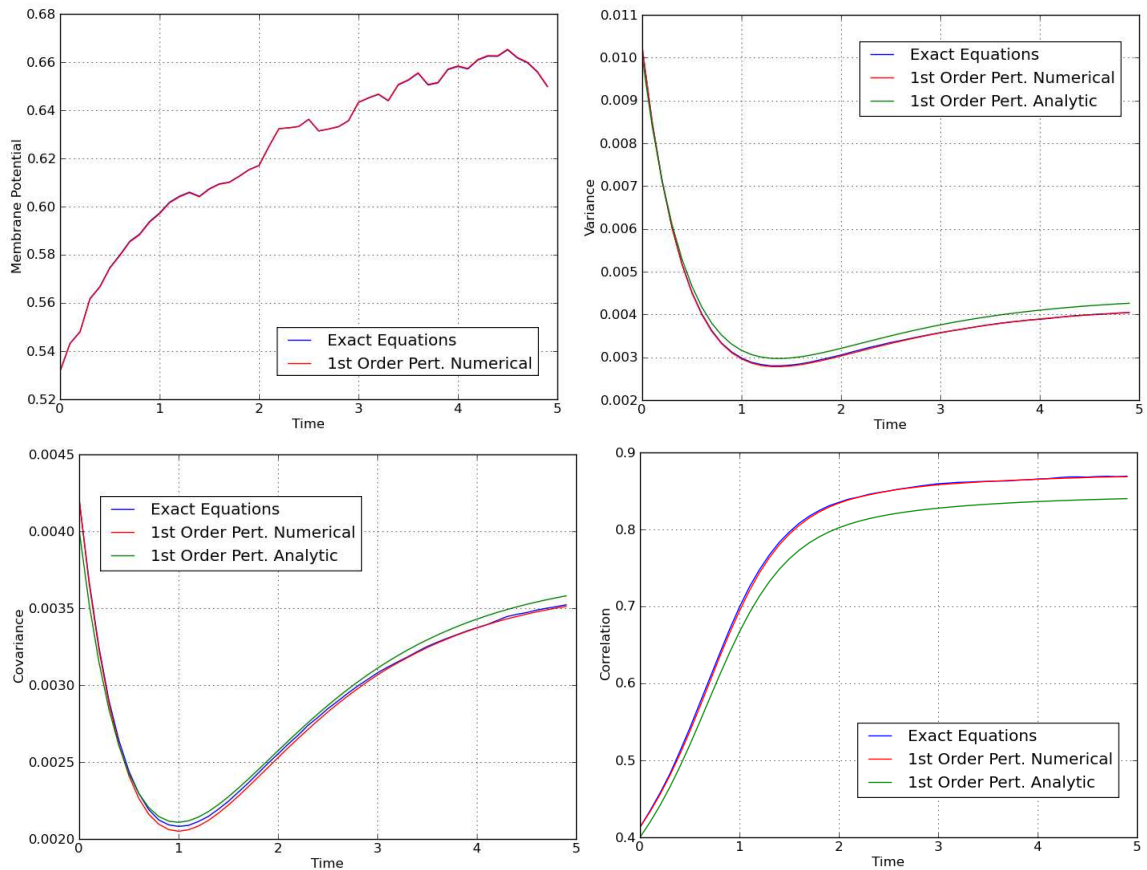 0.68
0.66
0.64
0.62
0.60
0.58
0.56
0.54
0.52
Membrane Potential
Exact Equations
1st Order Pert. Numerical
0 1 2 3 4 5
Time
0.011
0.010
0.009
0.008
0.007
0.006
0.005
0.004
0.003
0.002
Variance
Exact Equations
1st Order Pert. Numerical
1st Order Pert. Analytic
0 1 2 3 4 5
Time
0.0045
0.0040
0.0035
0.0030
0.0025
0.0020
Covariance
Exact Equations
1st Order Pert. Numerical
1st Order Pert. Analytic
0 1 2 3 4 5
Time
0.9
0.8
0.7
0.6
0.5
0.4
Correlation
Exact Equations
1st Order Pert. Numerical
1st Order Pert. Analytic
0 1 2 3 4 5
Time